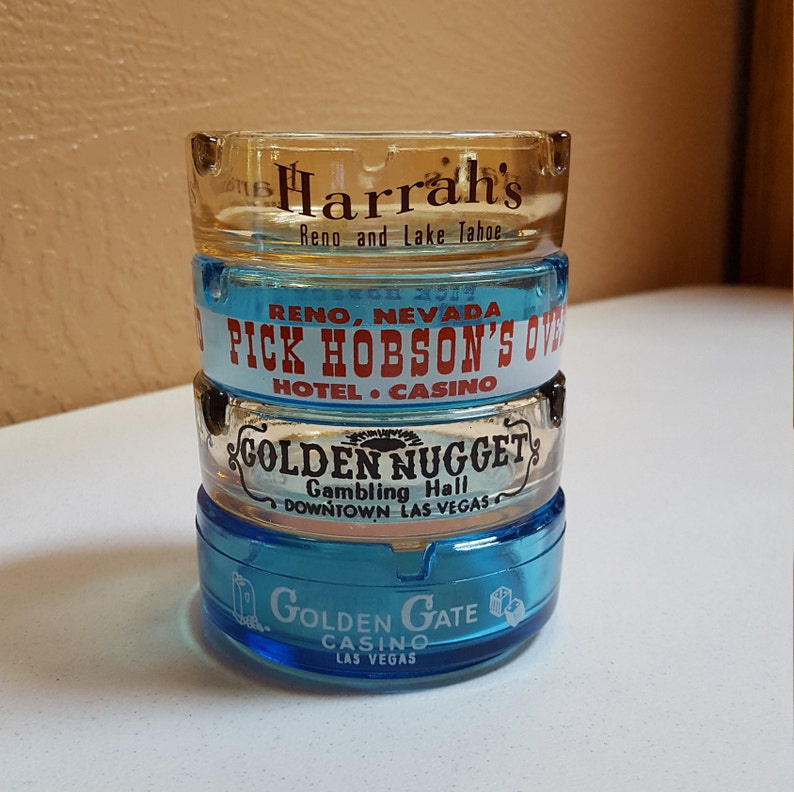 Harrah's
Reno and Lake Tahoe
RENO, NEVADA
PICK HOBSON'S
HOTEL • CASINO
GOLDEN NUGGET
Gambling Hall
DOWNTOWN LAS VEGAS
GOLDEN GATE
CASINO
LAS VEGAS